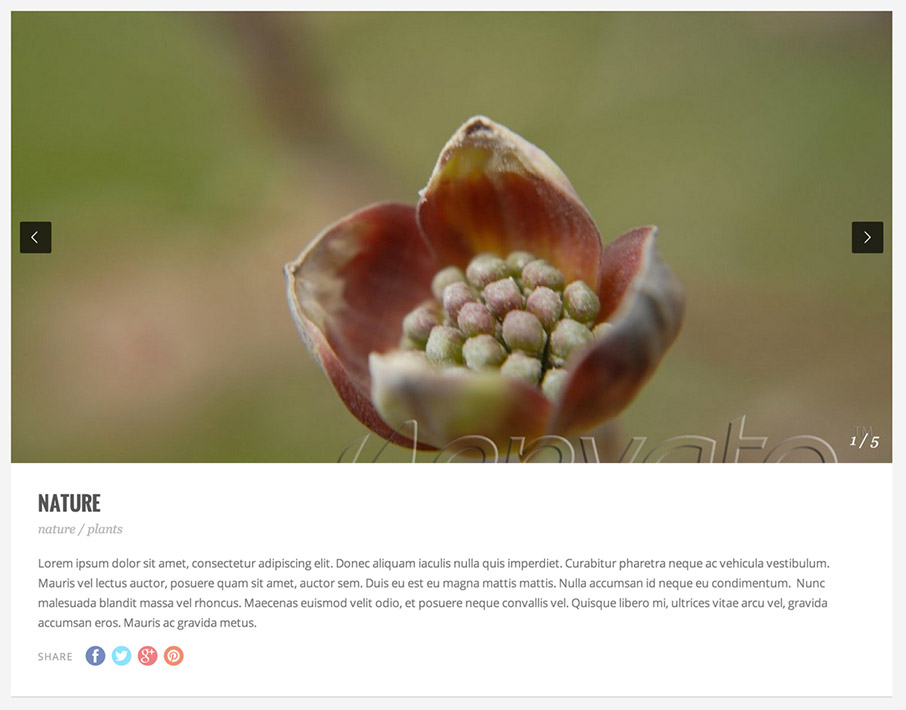 envato
TM
1 / 5
NATURE
nature / plants
Lorem ipsum dolor sit amet, consectetur adipiscing elit. Donec aliquam iaculis nulla quis imperdiet. Curabitur pharetra neque ac vehicula vestibulum.
Mauris vel lectus auctor, posuere quam sit amet, auctor sem. Duis eu est eu magna mattis mattis. Nulla accumsan id neque eu condimentum.  Nunc
malesuada blandit massa vel rhoncus. Maecenas euismod velit odio, et posuere neque convallis vel. Quisque libero mi, ultrices vitae arcu vel, gravida
accumsan eros. Mauris ac gravida metus.
SHARE